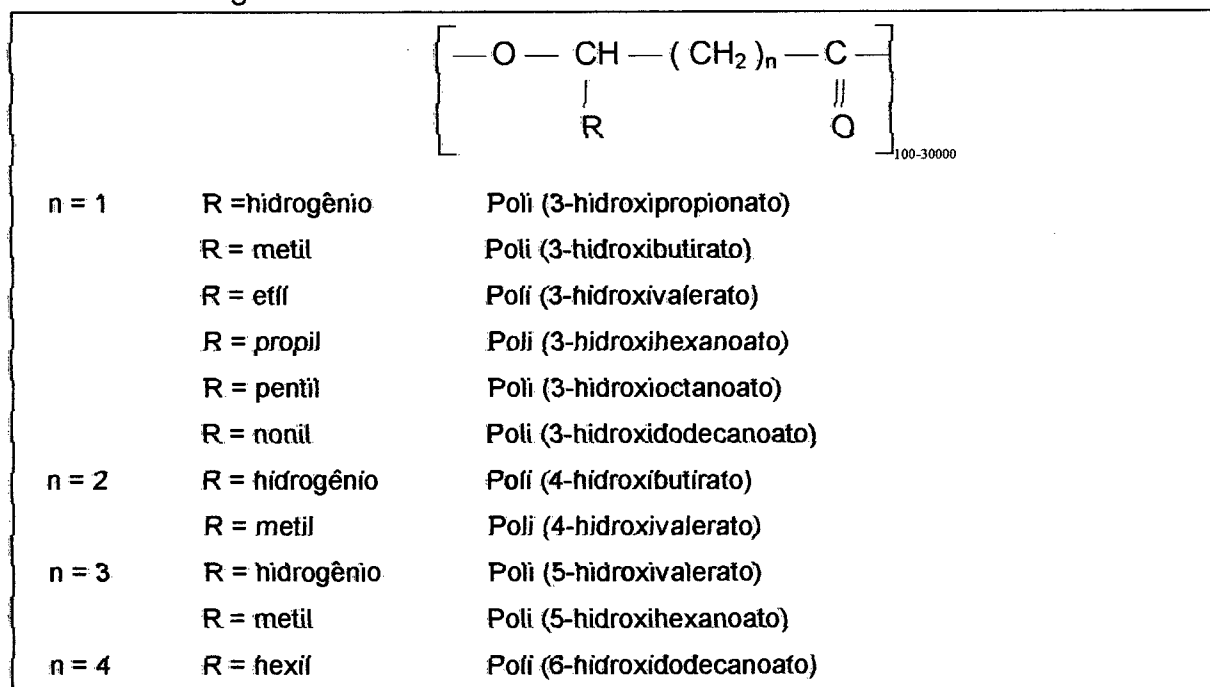 — O — CH — ( CH₂ )ₙ — C —
R O
100-30000
n = 1 R =hidrogênio Poli (3-hidroxipropionato)
R = metil Poli (3-hidroxibutirato)
R = etil Poli (3-hidroxivalerato)
R = propil Poli (3-hidroxihexanoato)
R = pentil Poli (3-hidroxioctanoato)
R = nonil Poli (3-hidroxidodecanoato)
n = 2 R = hidrogênio Poli (4-hidroxibutirato)
R = metil Poli (4-hidroxivalerato)
n = 3 R = hidrogênio Poli (5-hidroxivalerato)
R = metil Poli (5-hidroxihexanoato)
n = 4 R = hexil Poli (6-hidroxidodecanoato)